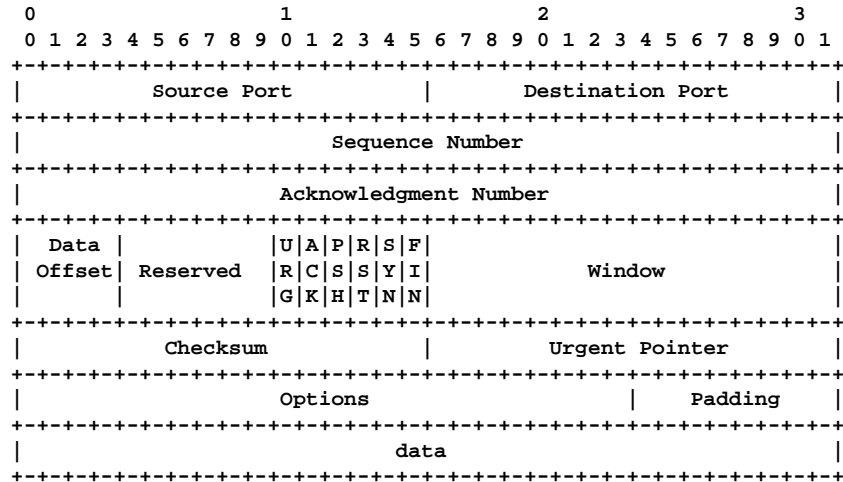 0                   1                   2                   3
0 1 2 3 4 5 6 7 8 9 0 1 2 3 4 5 6 7 8 9 0 1 2 3 4 5 6 7 8 9 0 1
+-+-+-+-+-+-+-+-+-+-+-+-+-+-+-+-+-+-+-+-+-+-+-+-+-+-+-+-+-+-+-+-+
|          Source Port          |       Destination Port        |
+-+-+-+-+-+-+-+-+-+-+-+-+-+-+-+-+-+-+-+-+-+-+-+-+-+-+-+-+-+-+-+-+
|                        Sequence Number                        |
+-+-+-+-+-+-+-+-+-+-+-+-+-+-+-+-+-+-+-+-+-+-+-+-+-+-+-+-+-+-+-+-+
|                    Acknowledgment Number                      |
+-+-+-+-+-+-+-+-+-+-+-+-+-+-+-+-+-+-+-+-+-+-+-+-+-+-+-+-+-+-+-+-+
|  Data |           |U|A|P|R|S|F|                               |
| Offset| Reserved  |R|C|S|S|Y|I|            Window             |
|       |           |G|K|H|T|N|N|                               |
+-+-+-+-+-+-+-+-+-+-+-+-+-+-+-+-+-+-+-+-+-+-+-+-+-+-+-+-+-+-+-+-+
|           Checksum            |         Urgent Pointer        |
+-+-+-+-+-+-+-+-+-+-+-+-+-+-+-+-+-+-+-+-+-+-+-+-+-+-+-+-+-+-+-+-+
|                    Options                    |    Padding    |
+-+-+-+-+-+-+-+-+-+-+-+-+-+-+-+-+-+-+-+-+-+-+-+-+-+-+-+-+-+-+-+-+
|                             data                              |
+-+-+-+-+-+-+-+-+-+-+-+-+-+-+-+-+-+-+-+-+-+-+-+-+-+-+-+-+-+-+-+-+